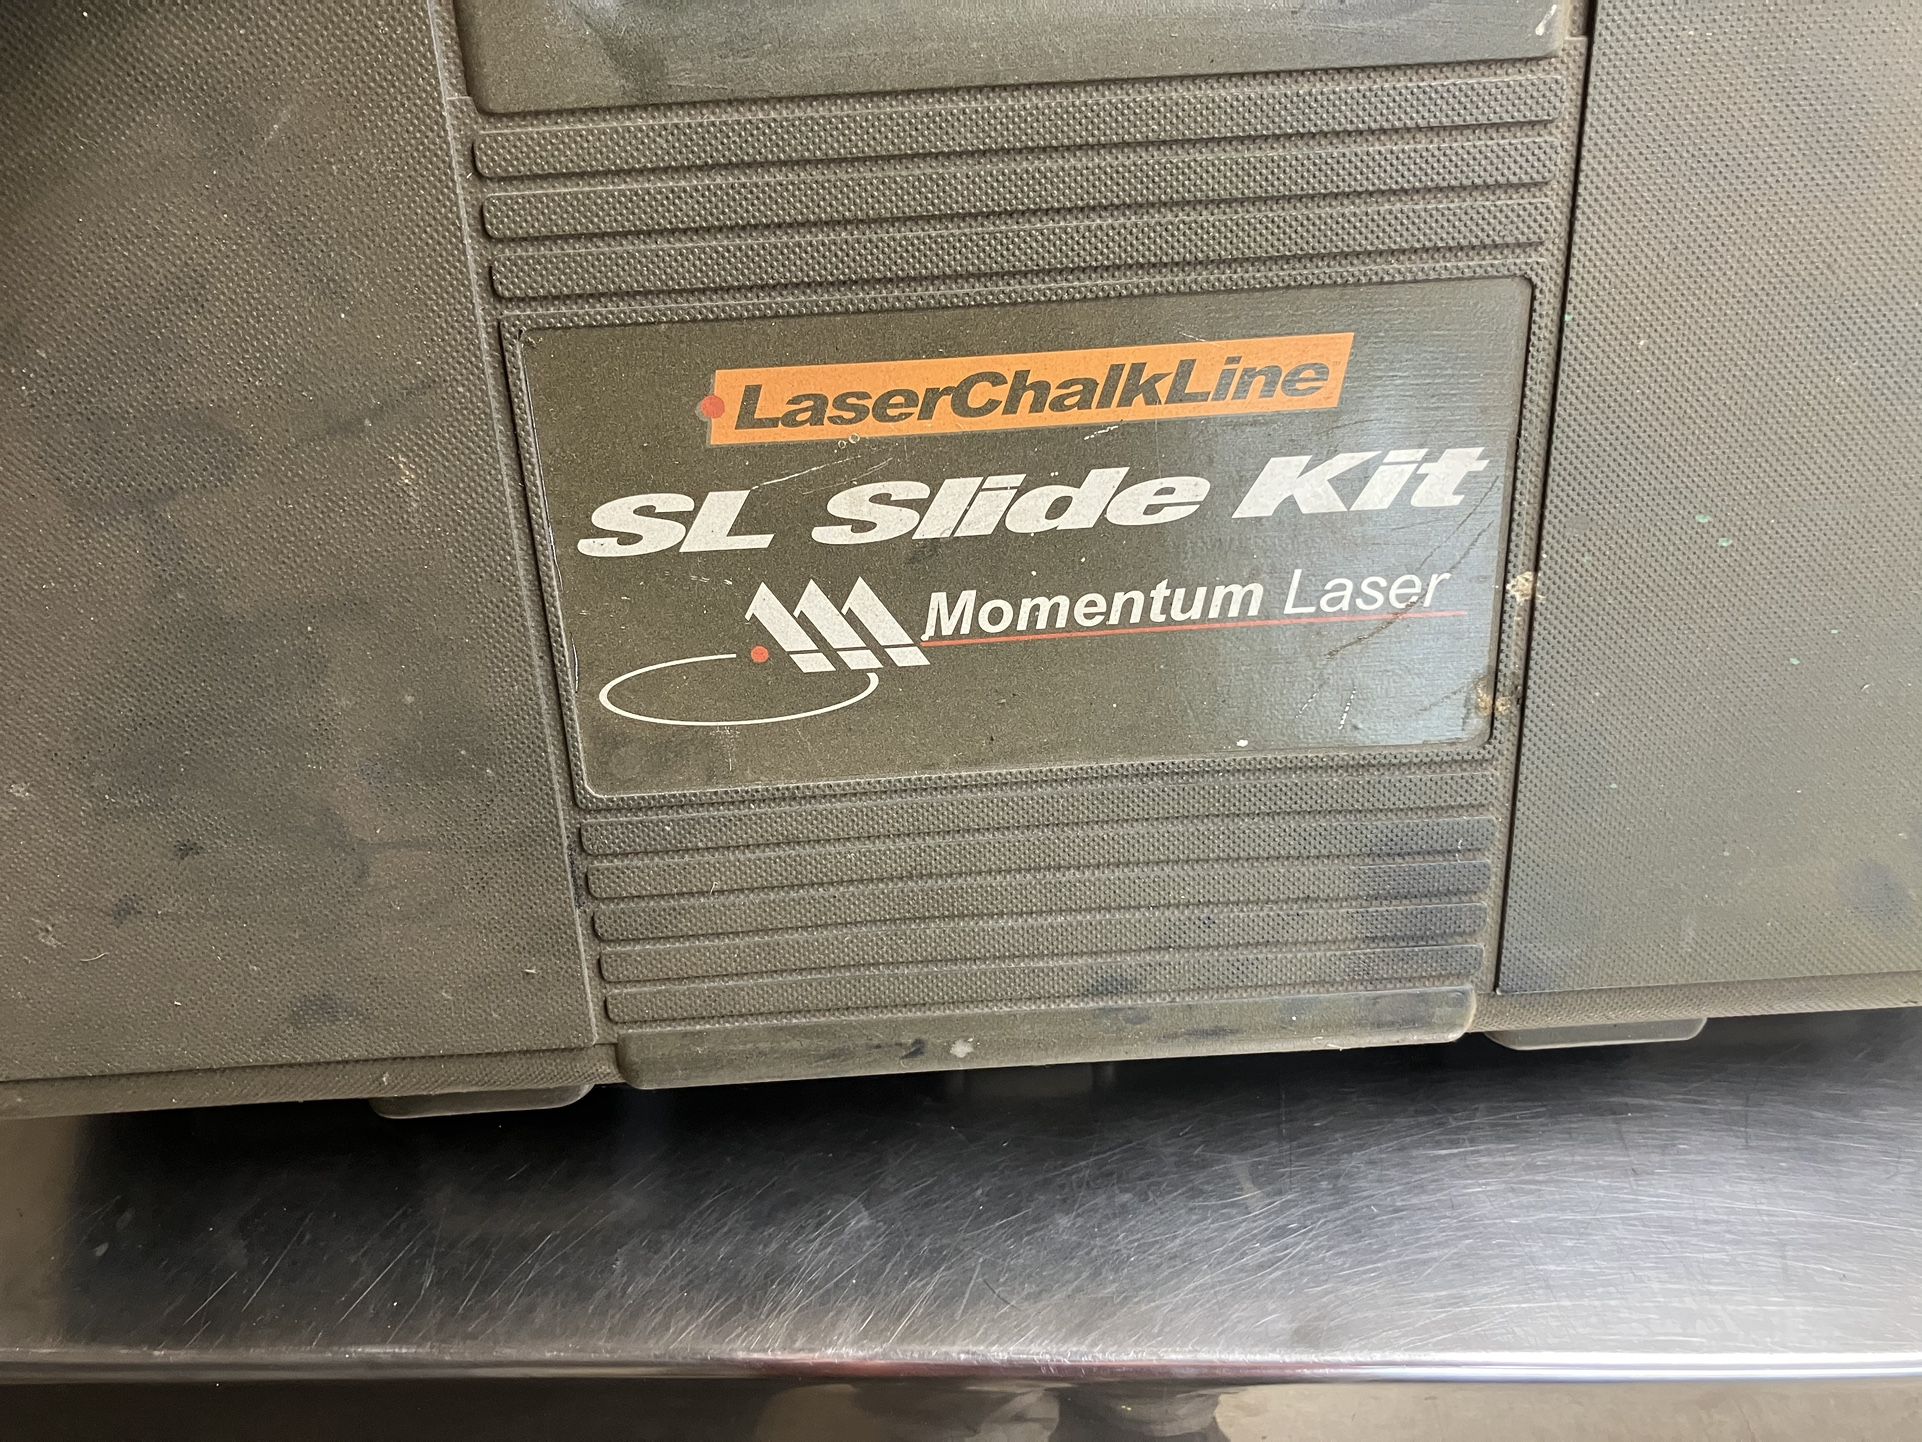 LaserChalkLine
SL Slide Kit
Momentum Laser